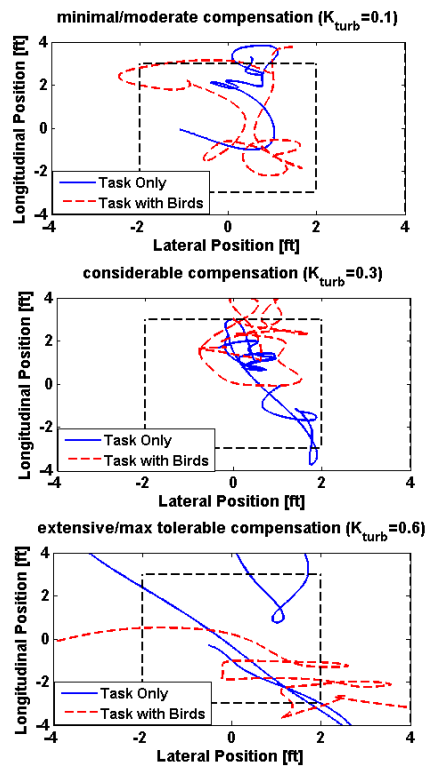 minimal/moderate compensation (K_turb=0.1)
4
2
0
-2
-4
Longitudinal Position [ft]
Task Only
Task with Birds
-4 -2 0 2 4
Lateral Position [ft]
considerable compensation (K_turb=0.3)
4
2
0
-2
-4
Longitudinal Position [ft]
Task Only
Task with Birds
-4 -2 0 2 4
Lateral Position [ft]
extensive/max tolerable compensation (K_turb=0.6)
4
2
0
-2
-4
Longitudinal Position [ft]
Task Only
Task with Birds
-4 -2 0 2 4
Lateral Position [ft]